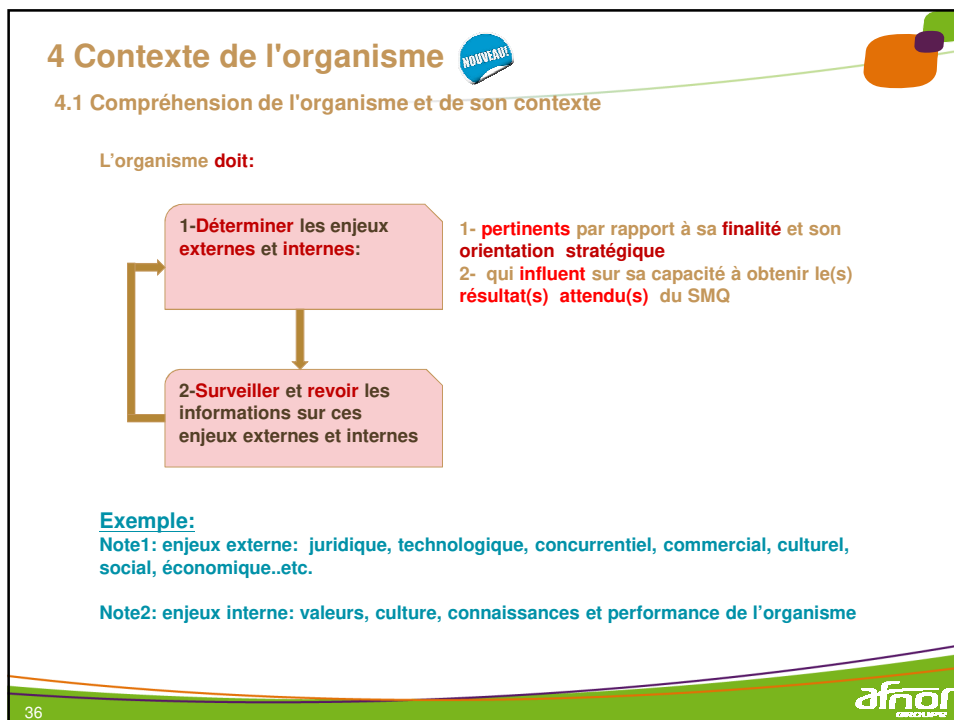 4 Contexte de l'organisme
NOUVEAU!
4.1 Compréhension de l'organisme et de son contexte
L'organisme doit:
1-Déterminer les enjeux
externes et internes:
1- pertinents par rapport à sa finalité et son
orientation stratégique
2- qui influent sur sa capacité à obtenir le(s)
résultat(s) attendu(s) du SMQ
2-Surveiller et revoir les
informations sur ces
enjeux externes et internes
Exemple:
Note1: enjeux externe: juridique, technologique, concurrentiel, commercial, culturel,
social, économique..etc.
Note2: enjeux interne: valeurs, culture, connaissances et performance de l'organisme
36
afnor
GROUPE